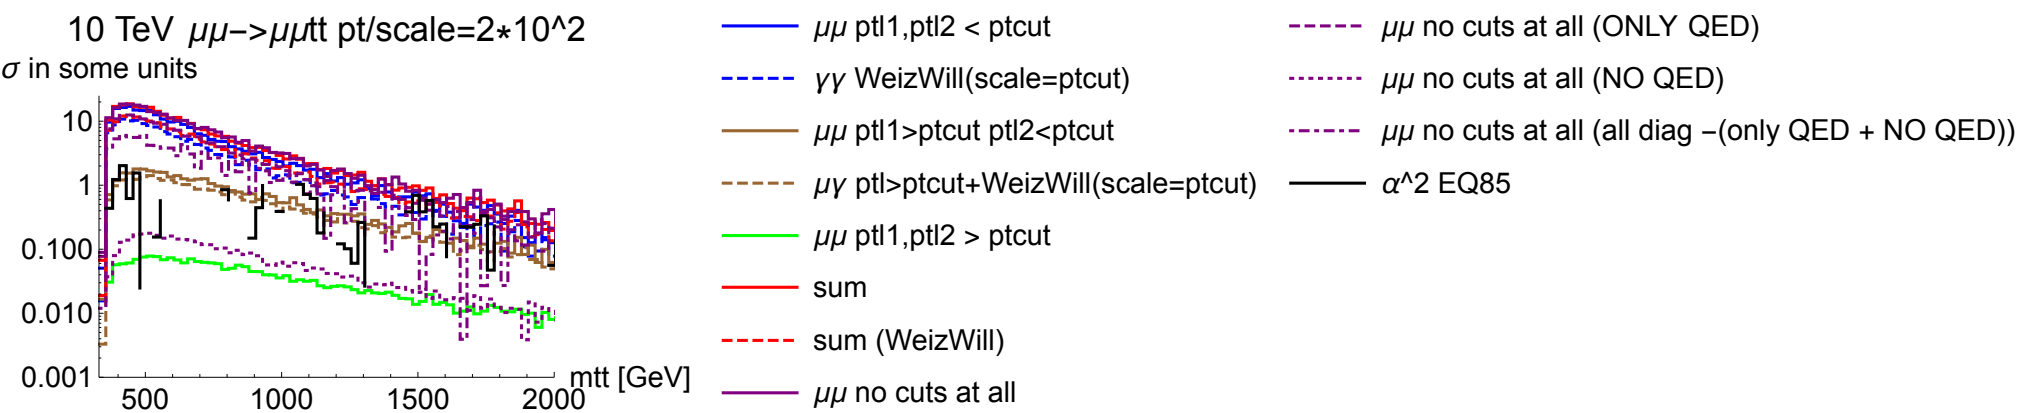 10 TeV μμ−>μμtt pt/scale=2*10^2
σ in some units
10
1
0.100
0.010
0.001
500
1000
1500
2000
mtt [GeV]
μμ ptl1,ptl2 < ptcut
γγ WeizWill(scale=ptcut)
μμ ptl1>ptcut ptl2<ptcut
μγ ptl>ptcut+WeizWill(scale=ptcut)
μμ ptl1,ptl2 > ptcut
sum
sum (WeizWill)
μμ no cuts at all
μμ no cuts at all (ONLY QED)
μμ no cuts at all (NO QED)
μμ no cuts at all (all diag −(only QED + NO QED))
α^2 EQ85